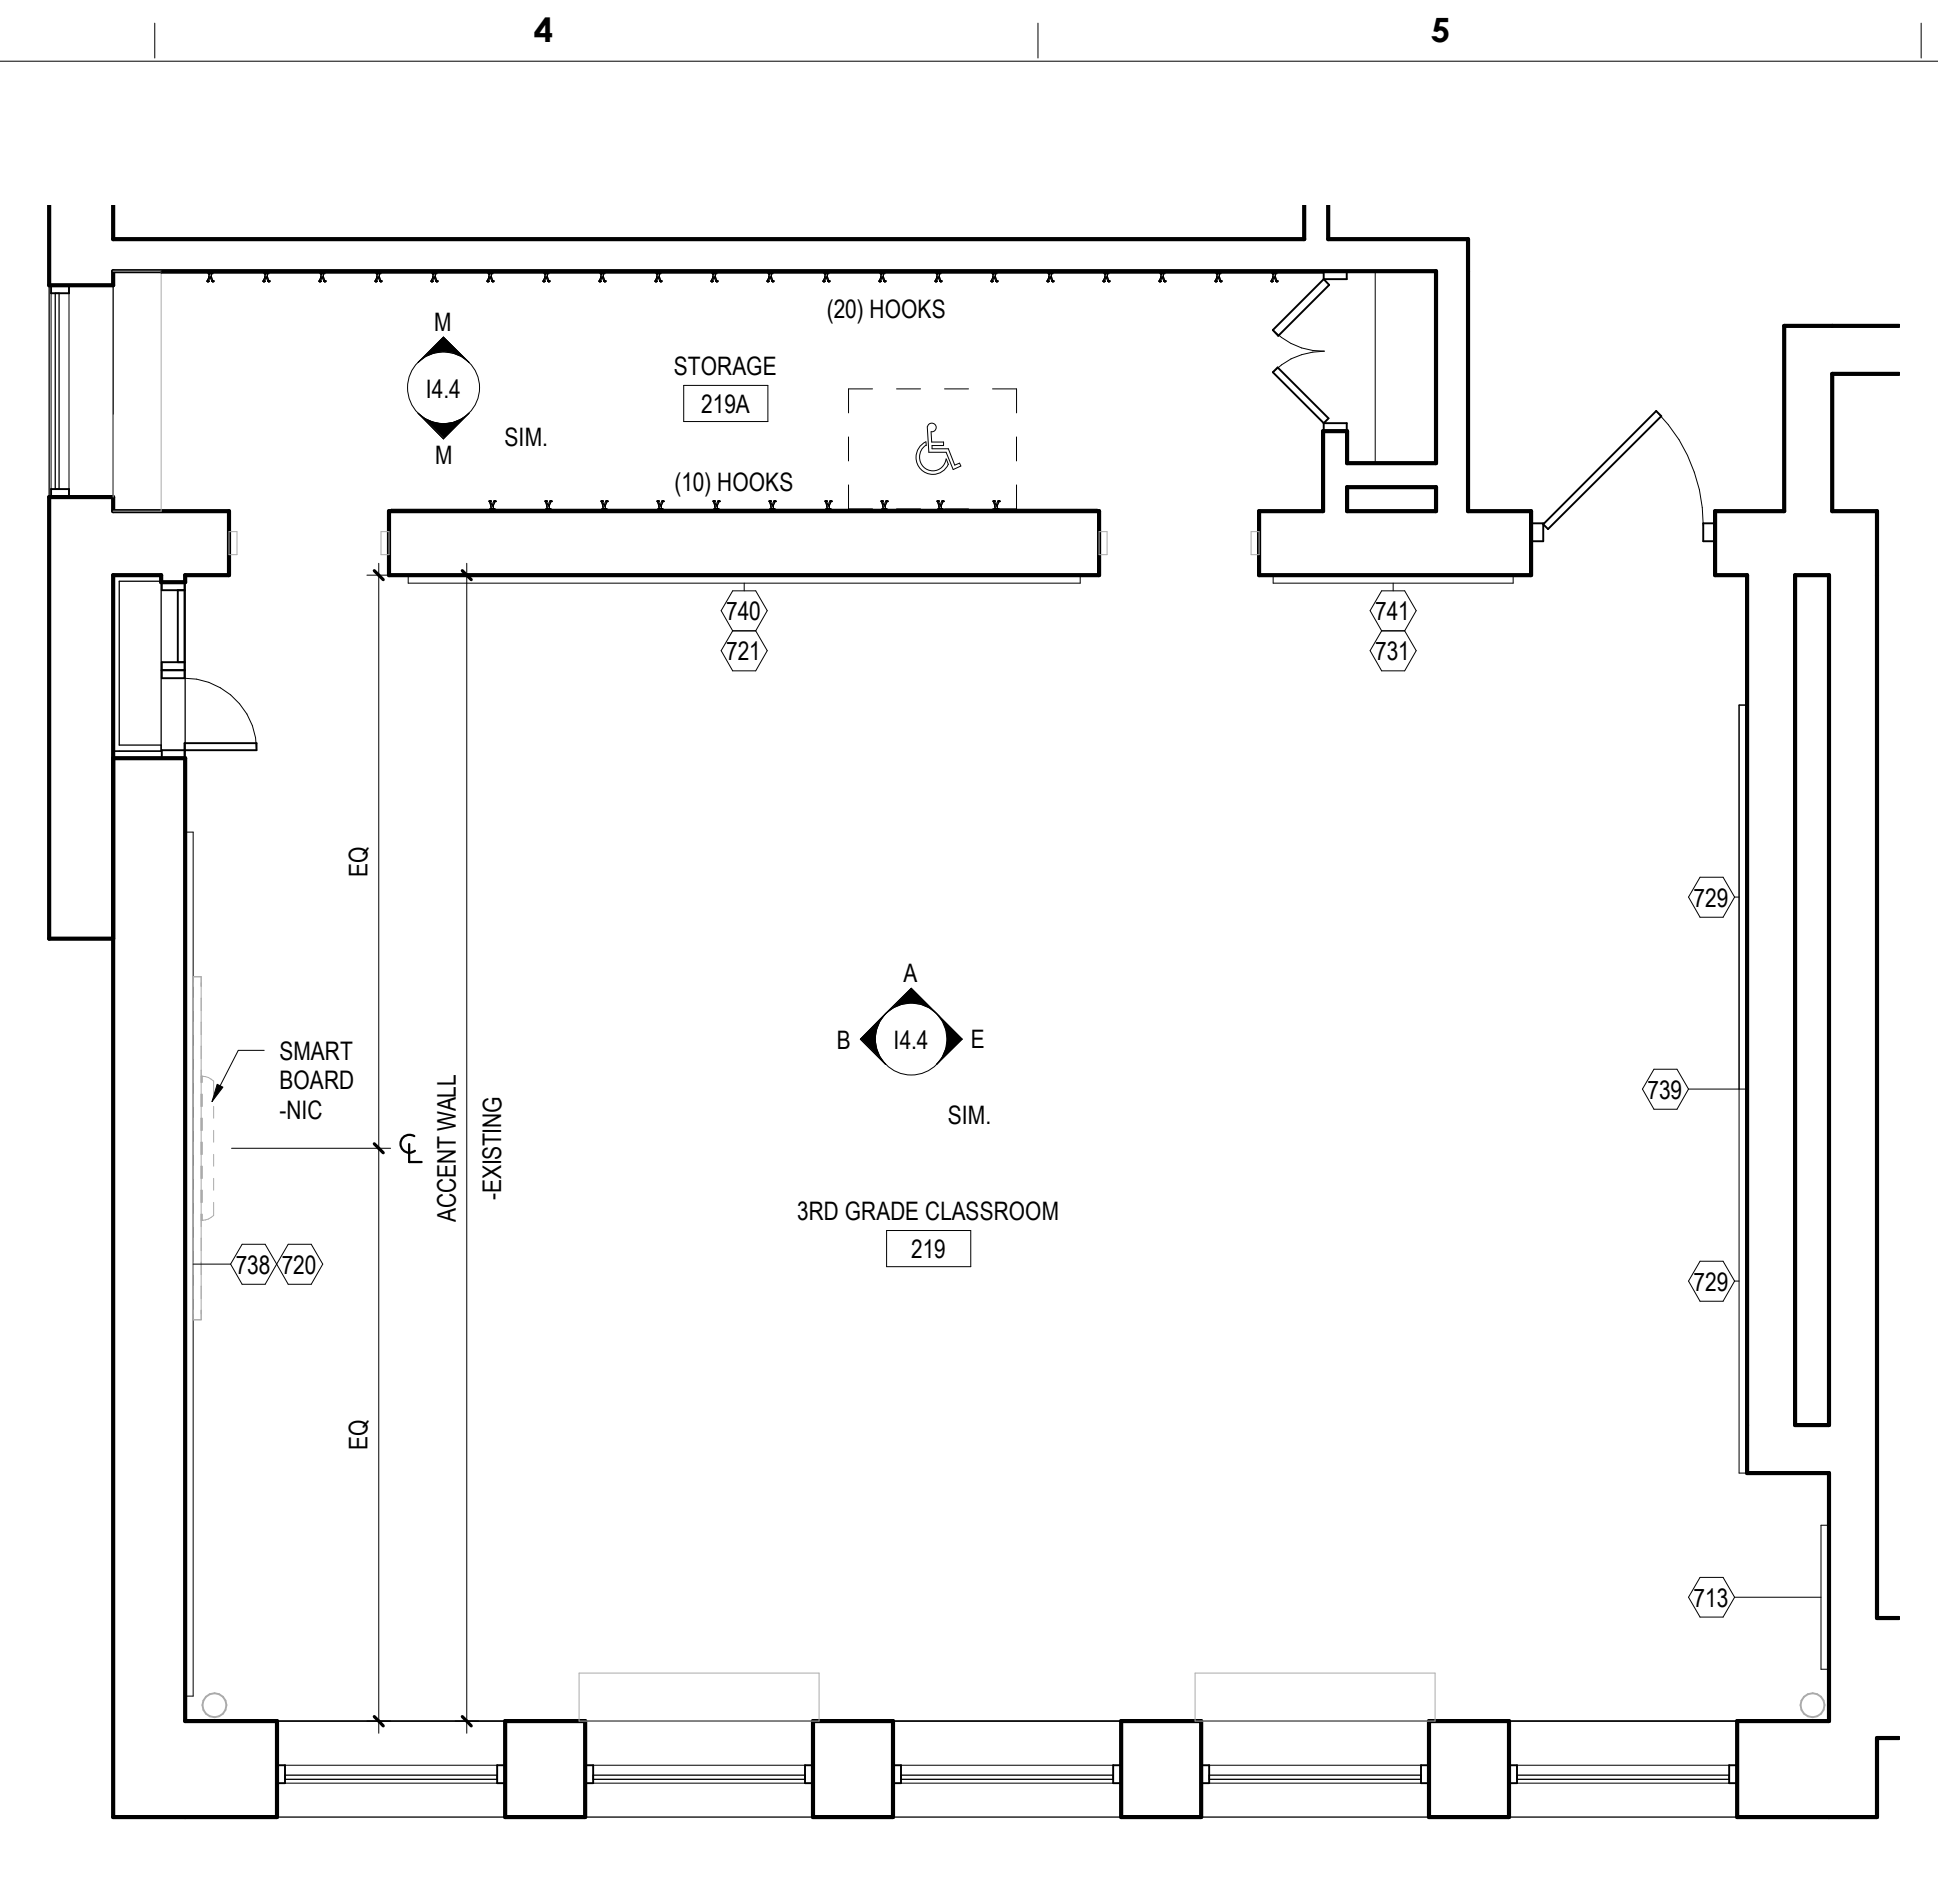 4
5
(20) HOOKS
M
I4.4
M
SIM.
STORAGE
219A
(10) HOOKS
740
721
741
731
EQ
729
A
B
I4.4
E
SIM.
SMART
BOARD
-NIC
℄
ACCENT WALL
-EXISTING
739
3RD GRADE CLASSROOM
219
738
720
729
EQ
713